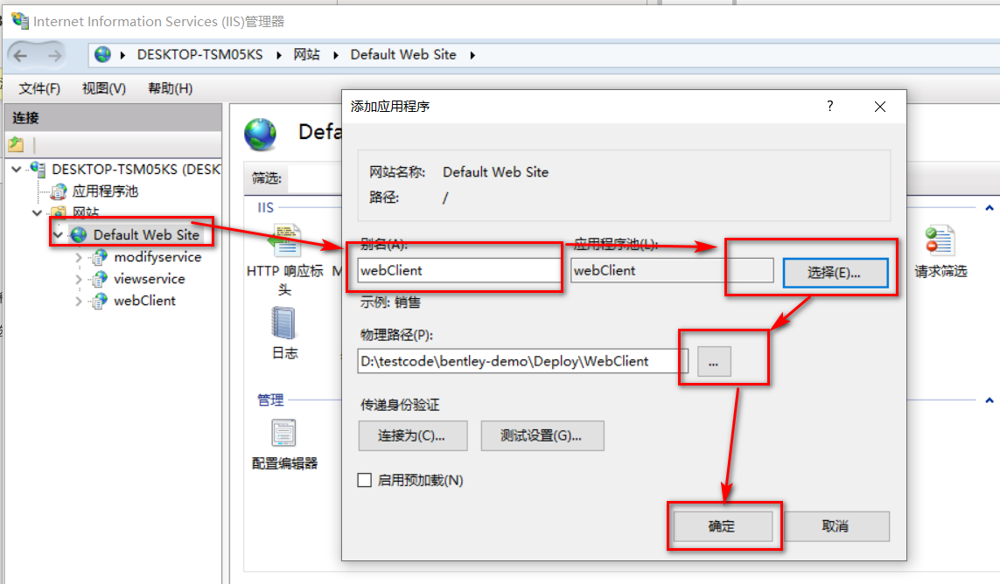 Internet Information Services (IIS)管理器
DESKTOP-TSM05KS 网站 Default Web Site
文件(F) 视图(V) 帮助(H)
连接
DESKTOP-TSM05KS (DESK
应用程序池
网站
Default Web Site
modifyservice
viewservice
webClient
Defa
筛选:
IIS
HTTP 响应标头
M
日志
管理
配置编辑器
请求筛选
添加应用程序
?
网站名称: Default Web Site
路径: /
别名(A): 应用程序池(L):
webClient webClient 选择(E)...
示例: 销售
物理路径(P):
D:\testcode\bentley-demo\Deploy\WebClient ...
传递身份验证
连接为(C)... 测试设置(G)...
启用预加载(N)
确定 取消